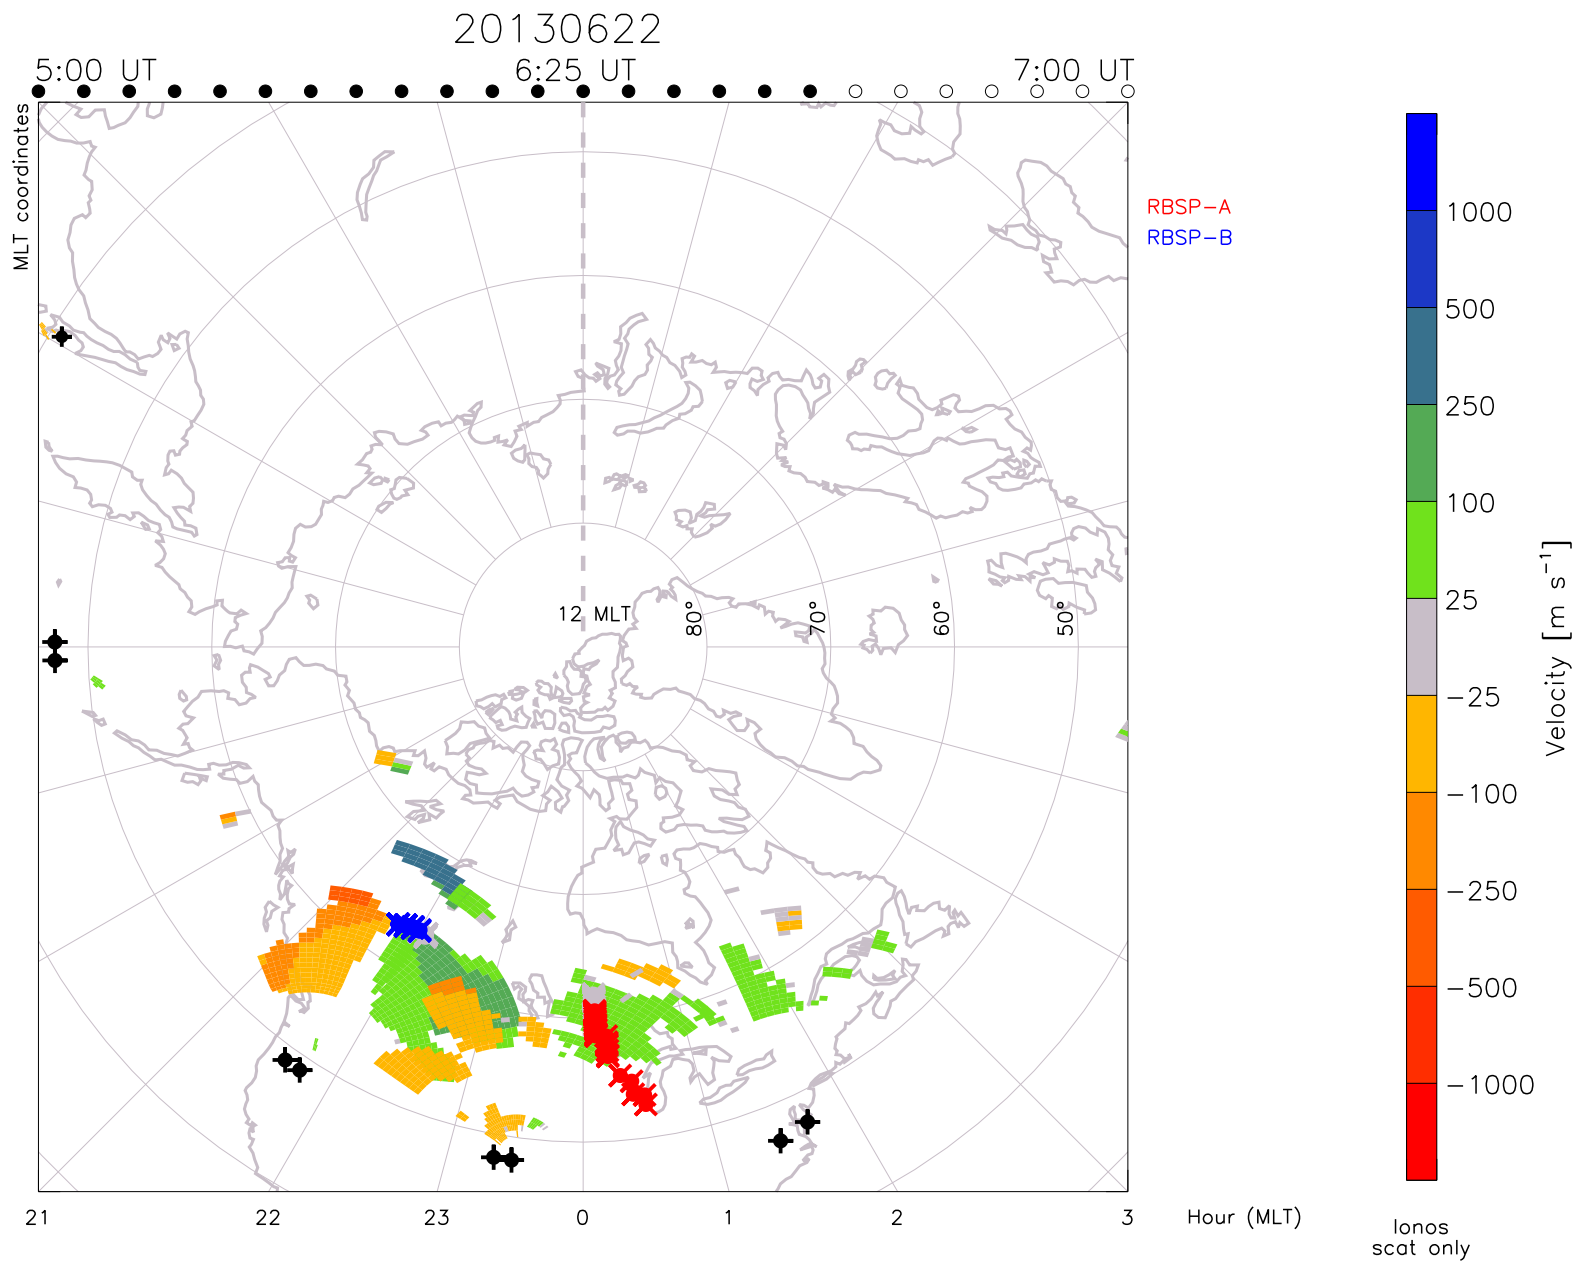 20130622
5:00 UT 6:25 UT 7:00 UT
MLT coordinates
RBSP-A
RBSP-B
12 MLT
80° 70° 60° 50°
1000
500
250
100
25
-25
-100
-250
-500
-1000
Velocity [m s⁻¹]
21 22 23 0 1 2 3 Hour (MLT)
Ionos
scat only